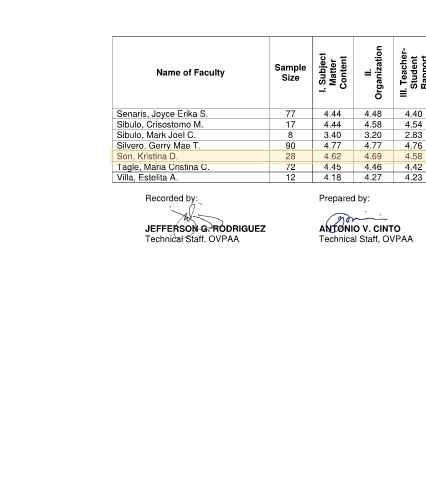 Name of Faculty Sample Size I. Subject Matter Content II. Organization III. Teacher-Student Rapport
Senaris, Joyce Erika S. 77 4.44 4.48 4.40
Sibulo, Crisostomo M. 17 4.44 4.58 4.54
Sibulo, Mark Joel C. 8 3.40 3.20 2.83
Silvero, Gerry Mae T. 90 4.77 4.77 4.76
Son, Kristina D. 28 4.62 4.69 4.58
Tagle, Maria Cristina C. 72 4.45 4.46 4.42
Villa, Estelita A. 12 4.18 4.27 4.23
Recorded by: Prepared by:
JEFFERSON G. RODRIGUEZ ANTONIO V. CINTO
Technical Staff, OVPAA Technical Staff, OVPAA